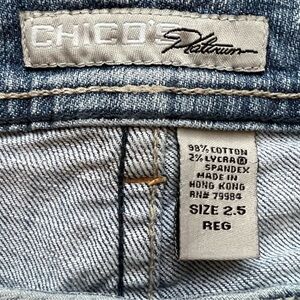 CHICO'S Platinum
98% COTTON
2% LYCRA®
SPANDEX
MADE IN
HONG KONG
RN# 79984
SIZE 2.5
REG